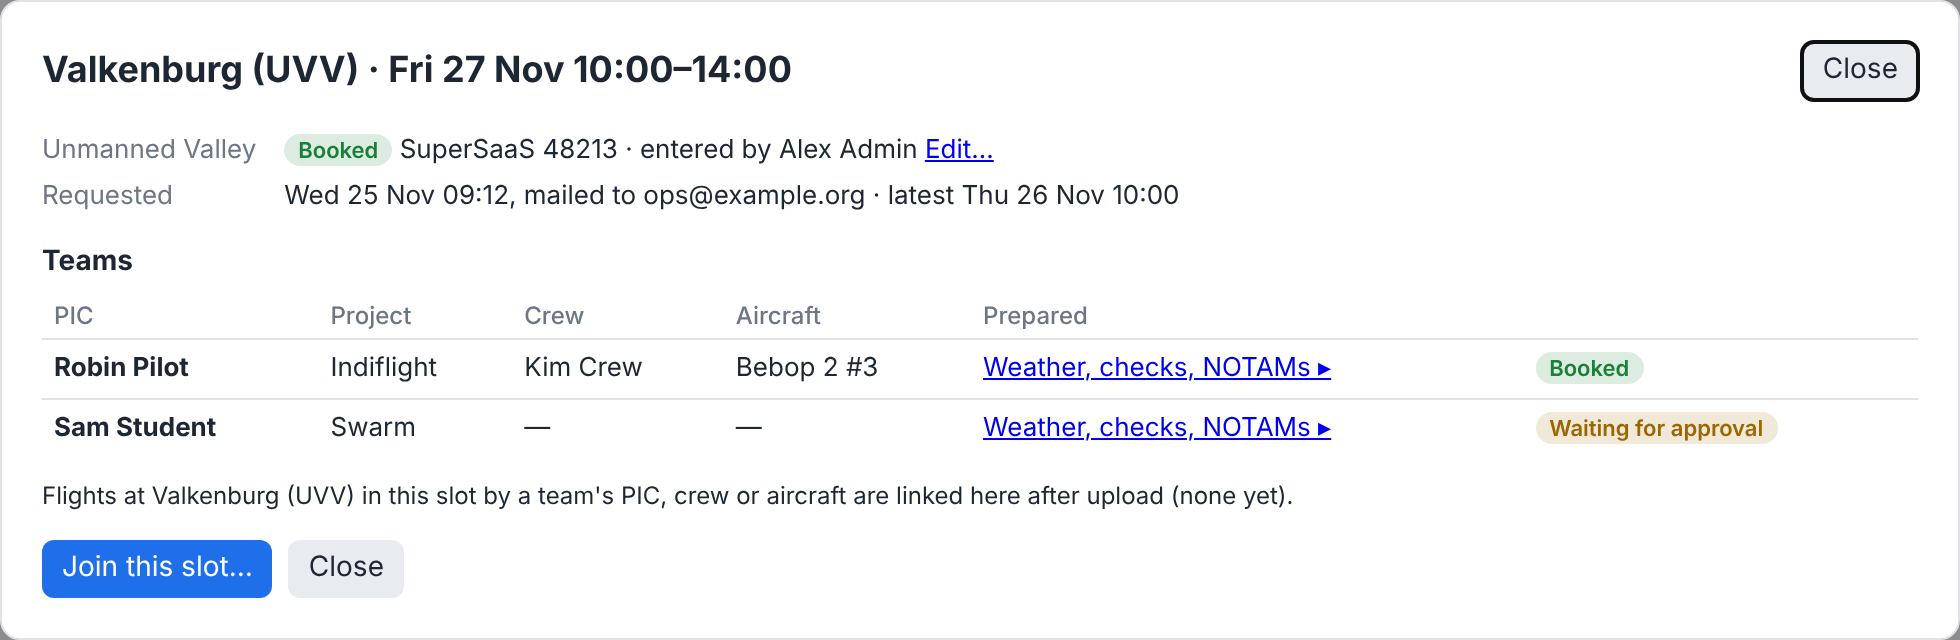 Valkenburg (UVV) · Fri 27 Nov 10:00–14:00 Close
Unmanned Valley Booked SuperSaaS 48213 · entered by Alex Admin Edit...
Requested Wed 25 Nov 09:12, mailed to ops@example.org · latest Thu 26 Nov 10:00
Teams
PIC Project Crew Aircraft Prepared
Robin Pilot Indiflight Kim Crew Bebop 2 #3 Weather, checks, NOTAMs ▸ Booked
Sam Student Swarm — — Weather, checks, NOTAMs ▸ Waiting for approval
Flights at Valkenburg (UVV) in this slot by a team's PIC, crew or aircraft are linked here after upload (none yet).
Join this slot... Close